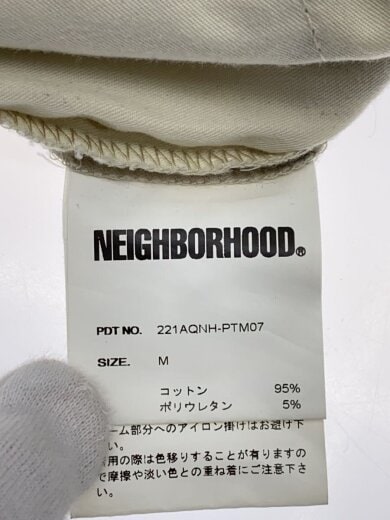 NEIGHBORHOOD®
PDT NO. 221AQNH-PTM07
SIZE. M
コットン 95%
ポリウレタン 5%
ーム部分へのアイロン掛けはお避け下
い。
用の際は色移りすることが有りますの
で摩擦や淡い色との重ね着にご注意下さ
い。